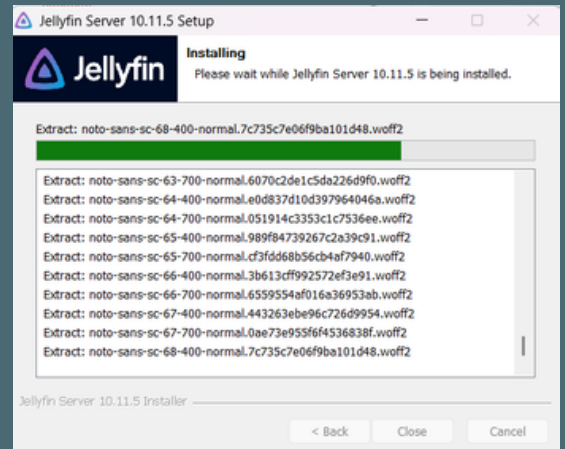 Jellyfin Server 10.11.5 Setup
Jellyfin
Installing
Please wait while Jellyfin Server 10.11.5 is being installed.
Extract: noto-sans-sc-68-400-normal.7c735c7e06f9ba101d48.woff2
Extract: noto-sans-sc-63-700-normal.6070c2de1c5da226d9f0.woff2
Extract: noto-sans-sc-64-400-normal.e0d837d10d397964046a.woff2
Extract: noto-sans-sc-64-700-normal.051914c3353c1c7536ee.woff2
Extract: noto-sans-sc-65-400-normal.989f84739267c2a39c91.woff2
Extract: noto-sans-sc-65-700-normal.cf3fdd68b56cb4af7940.woff2
Extract: noto-sans-sc-66-400-normal.3b613cff992572ef3e91.woff2
Extract: noto-sans-sc-66-700-normal.6559554af016a36953ab.woff2
Extract: noto-sans-sc-67-400-normal.443263ebe96c726d9954.woff2
Extract: noto-sans-sc-67-700-normal.0ae73e955f6f4536838f.woff2
Extract: noto-sans-sc-68-400-normal.7c735c7e06f9ba101d48.woff2
Jellyfin Server 10.11.5 Installer
< Back
Close
Cancel